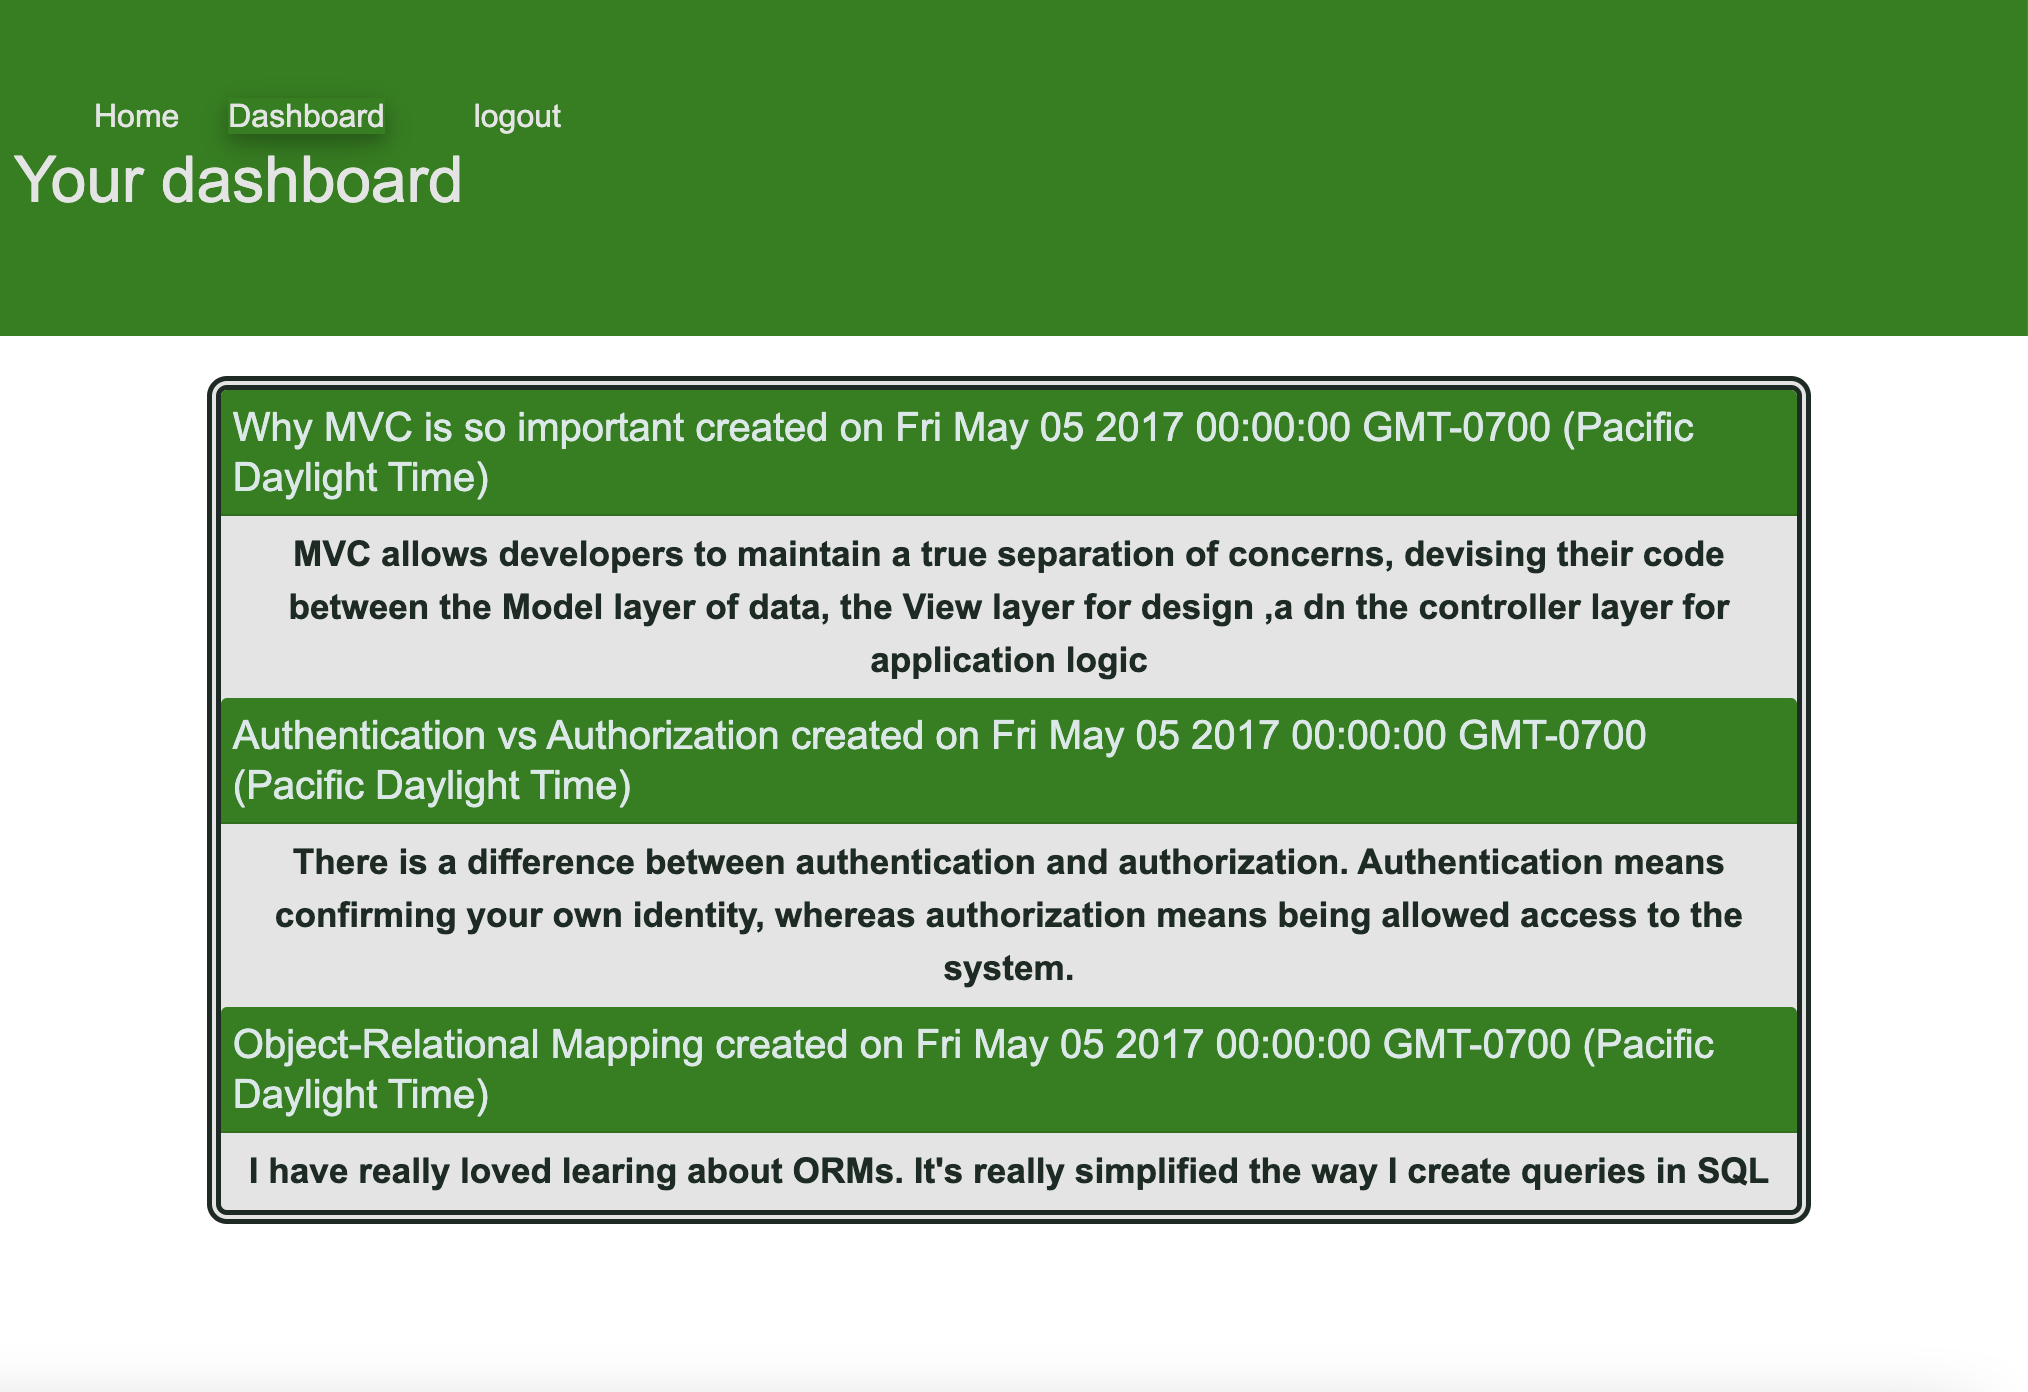 Home Dashboard logout
Your dashboard
Why MVC is so important created on Fri May 05 2017 00:00:00 GMT-0700 (Pacific
Daylight Time)
MVC allows developers to maintain a true separation of concerns, devising their code
between the Model layer of data, the View layer for design ,a dn the controller layer for
application logic
Authentication vs Authorization created on Fri May 05 2017 00:00:00 GMT-0700
(Pacific Daylight Time)
There is a difference between authentication and authorization. Authentication means
confirming your own identity, whereas authorization means being allowed access to the
system.
Object-Relational Mapping created on Fri May 05 2017 00:00:00 GMT-0700 (Pacific
Daylight Time)
I have really loved learing about ORMs. It's really simplified the way I create queries in SQL